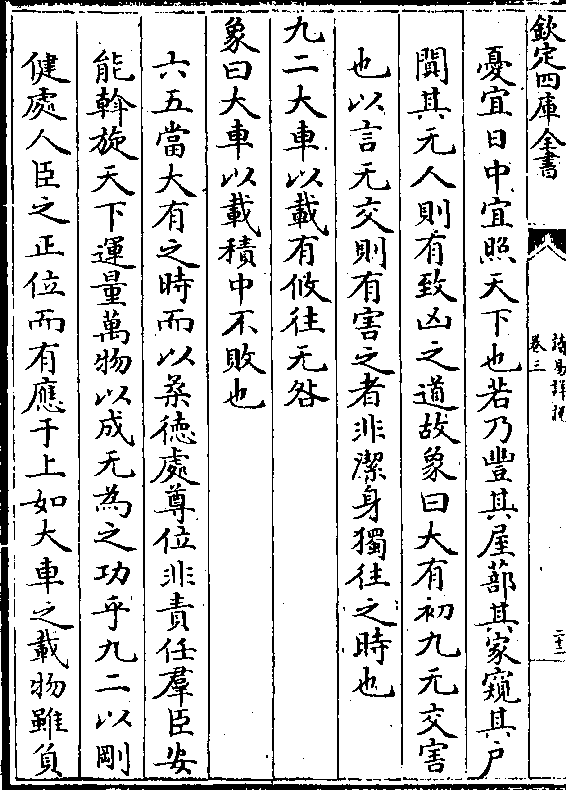 欽定四庫全書
讀易詳說
卷三
二十二
憂宜日中宜照天下也若乃豐其屋蔀其家窺其户
闃其无人則有致凶之道故象曰大有初九无交害
也以言无交則有害之者非潔身獨往之時也
九二大車以載有攸往无咎
象曰大車以載積中不敗也
六五當大有之時而以柔徳處尊位非責任羣臣安
能斡旋天下運量萬物以成无為之功乎九二以剛
健處人臣之正位而有應于上如大車之載物雖負